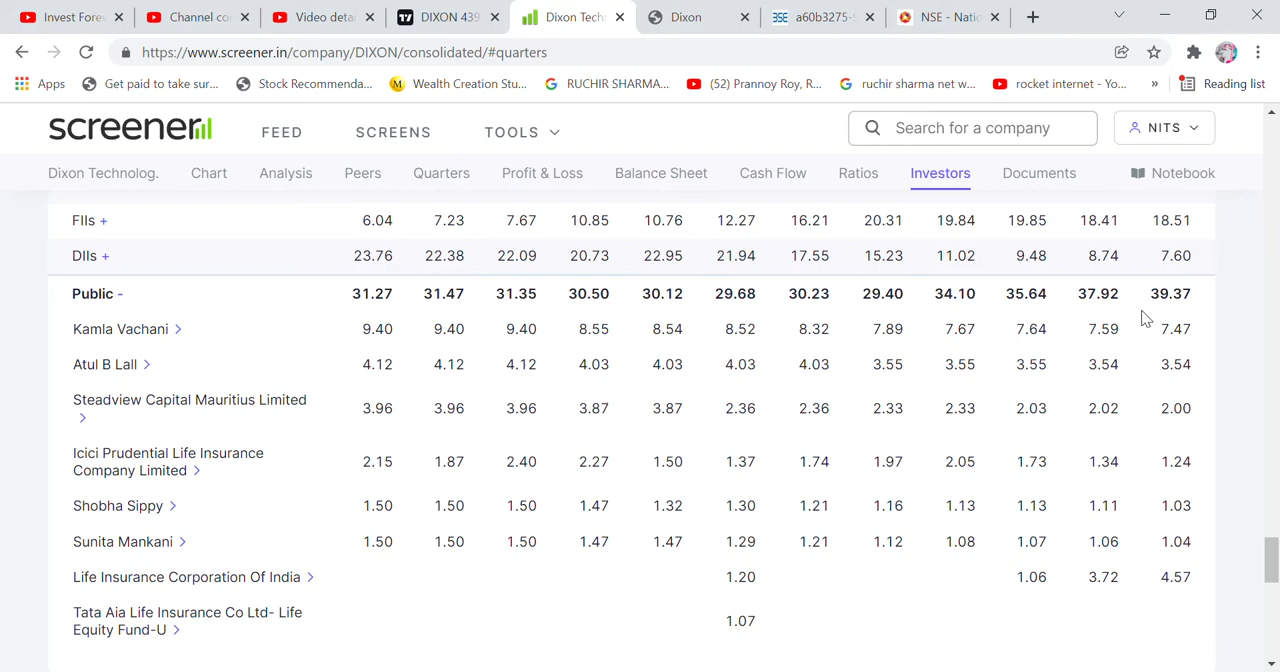 Invest Fores
Channel co
Video detai
DIXON 439
Dixon Techn
Dixon
a60b3275-9
NSE - Natio
https://www.screener.in/company/DIXON/consolidated/#quarters
Apps
Get paid to take sur...
Stock Recommenda...
Wealth Creation Stu...
RUCHIR SHARMA...
(52) Prannoy Roy, R...
ruchir sharma net w...
rocket internet - Yo...
»
Reading list
screener
FEED
SCREENS
TOOLS
Search for a company
NITS
Dixon Technolog.
Chart
Analysis
Peers
Quarters
Profit & Loss
Balance Sheet
Cash Flow
Ratios
Investors
Documents
Notebook
FIIs + 6.04 7.23 7.67 10.85 10.76 12.27 16.21 20.31 19.84 19.85 18.41 18.51
DIIs + 23.76 22.38 22.09 20.73 22.95 21.94 17.55 15.23 11.02 9.48 8.74 7.60
Public - 31.27 31.47 31.35 30.50 30.12 29.68 30.23 29.40 34.10 35.64 37.92 39.37
Kamla Vachani 9.40 9.40 9.40 8.55 8.54 8.52 8.32 7.89 7.67 7.64 7.59 7.47
Atul B Lall 4.12 4.12 4.12 4.03 4.03 4.03 4.03 3.55 3.55 3.55 3.54 3.54
Steadview Capital Mauritius Limited 3.96 3.96 3.96 3.87 3.87 2.36 2.36 2.33 2.33 2.03 2.02 2.00
Icici Prudential Life Insurance
Company Limited 2.15 1.87 2.40 2.27 1.50 1.37 1.74 1.97 2.05 1.73 1.34 1.24
Shobha Sippy 1.50 1.50 1.50 1.47 1.32 1.30 1.21 1.16 1.13 1.13 1.11 1.03
Sunita Mankani 1.50 1.50 1.50 1.47 1.47 1.29 1.21 1.12 1.08 1.07 1.06 1.04
Life Insurance Corporation Of India 1.20 1.06 3.72 4.57
Tata Aia Life Insurance Co Ltd- Life
Equity Fund-U 1.07